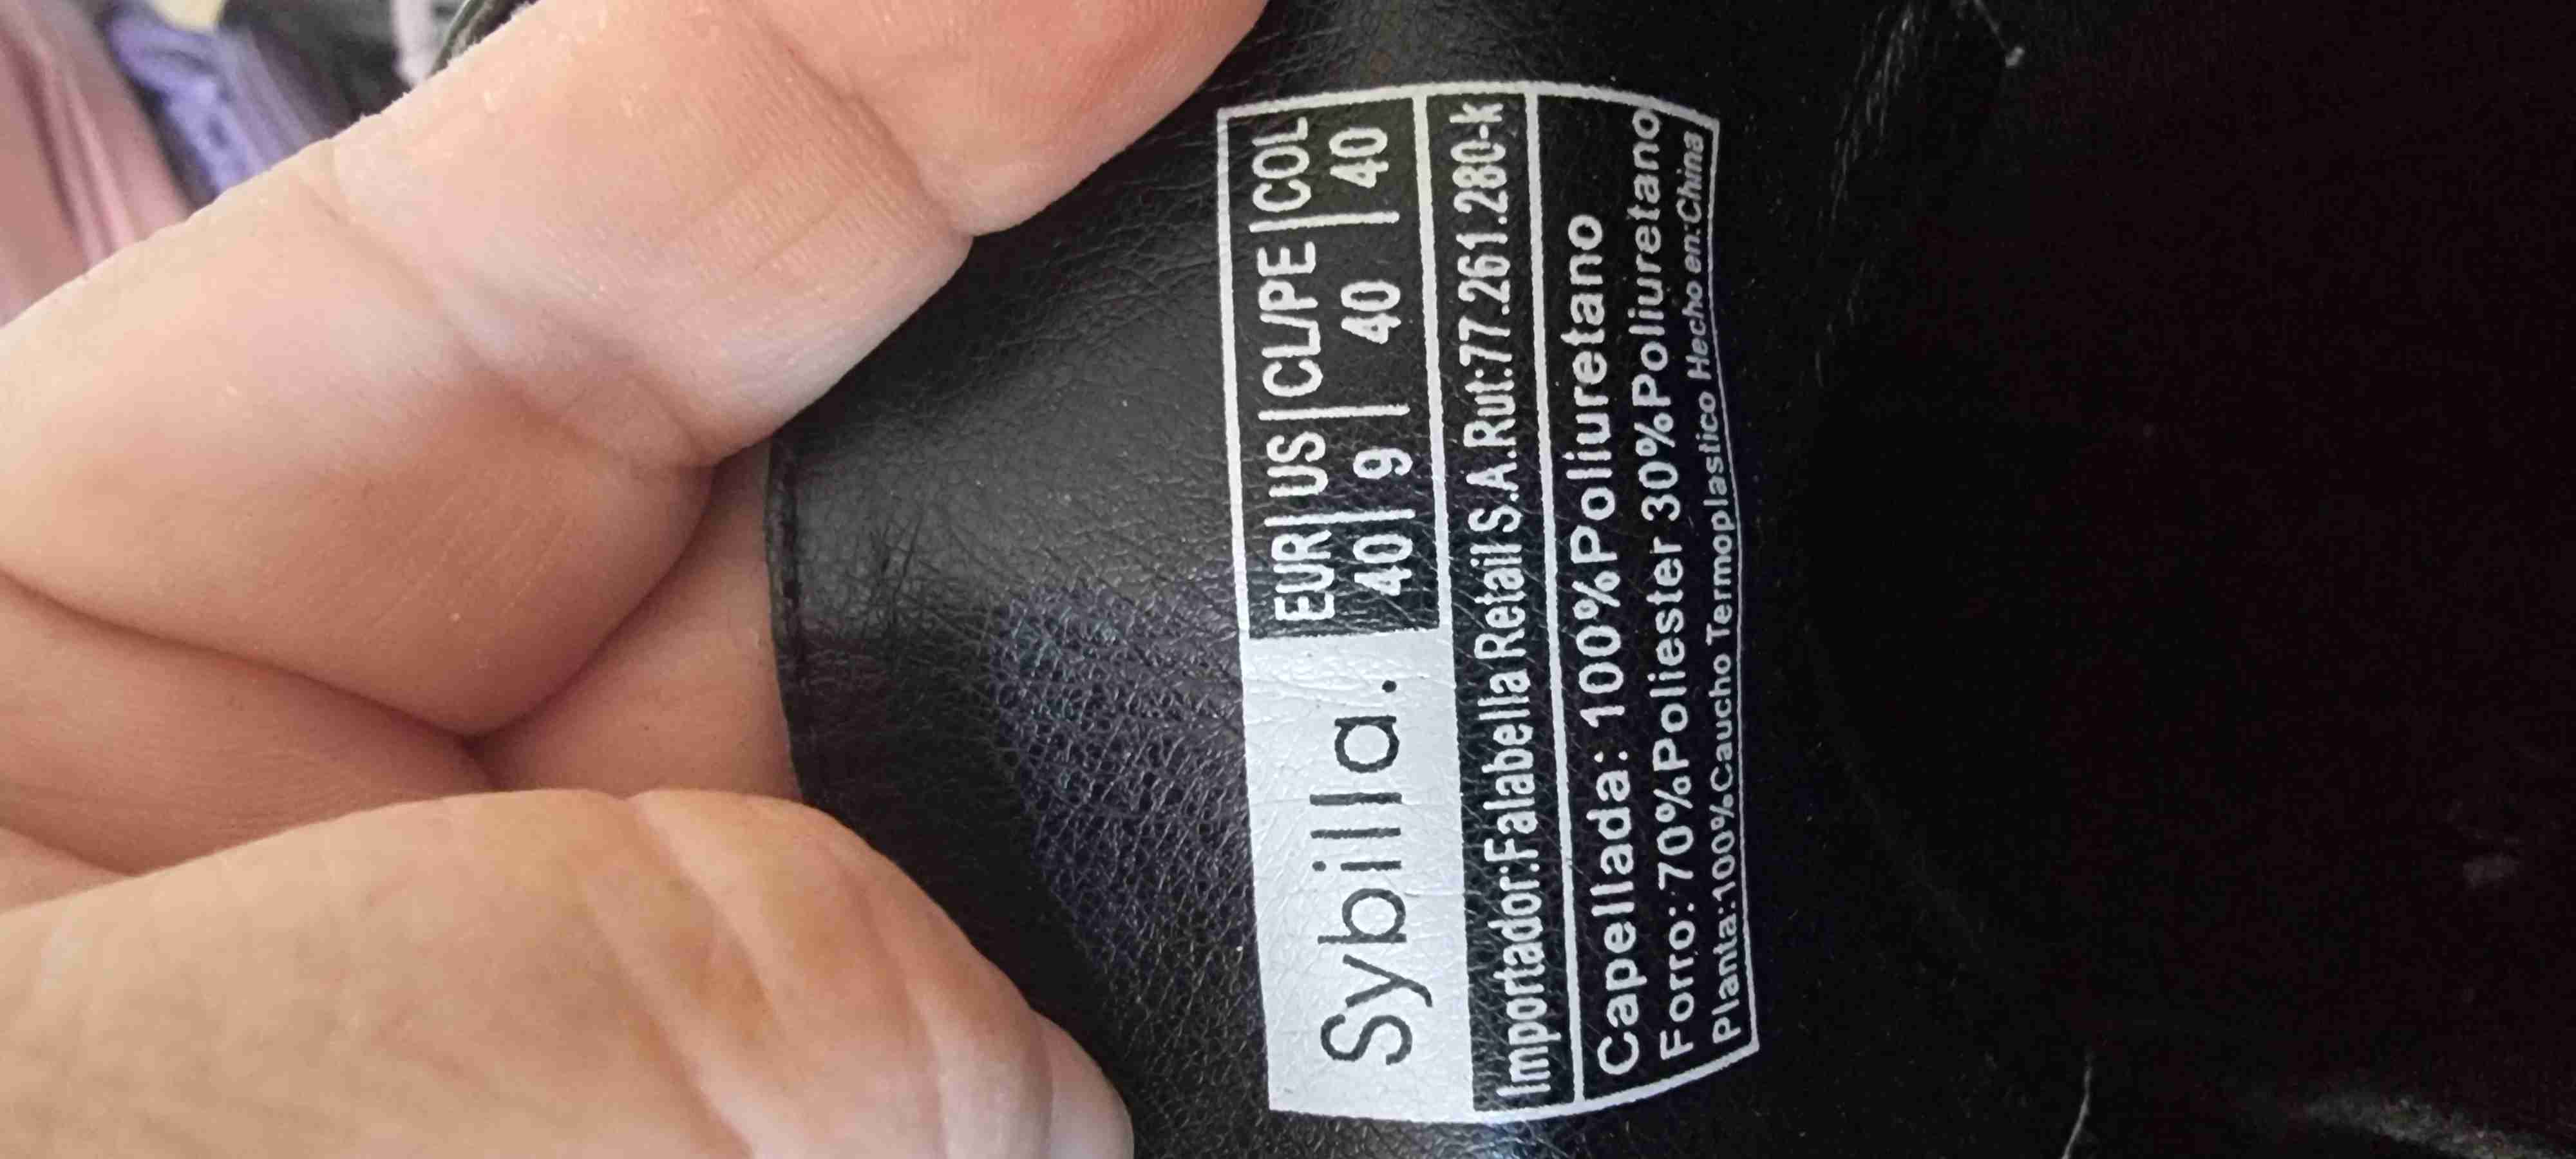 Sybilla.
EUR|US|CL/PE|COL
40|9|40|40
Importador:Falabella Retail S.A.Rut:77.261.280-k
Capellada: 100%Poliuretano
Forro: 70%Poliester 30%Poliuretano
Planta:100%Caucho Termoplastico Hecho en:China